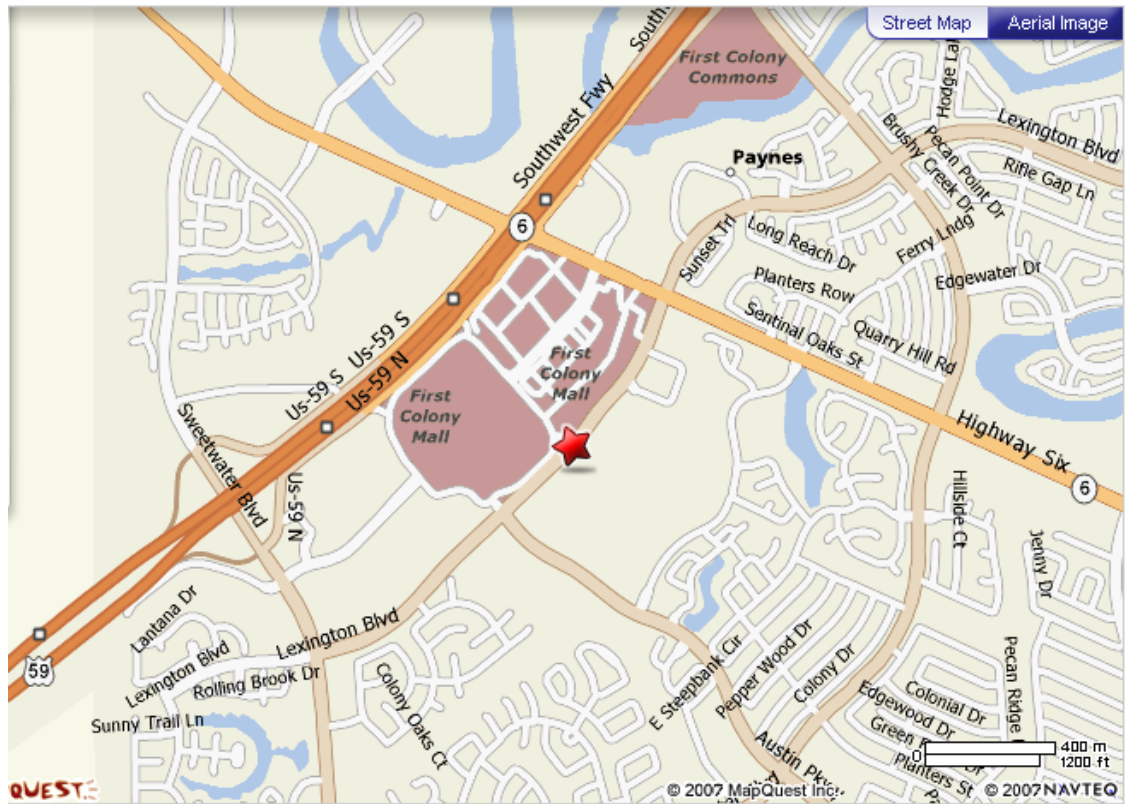 Street Map
Aerial Image
First Colony
Commons
Hodge La
Lexington Blvd
Southwest Fwy
Brushy Creek Dr
Pecan Point Dr
Paynes
Rifle Gap Ln
6
Sunset Trl
Long Reach Dr
Ferry Lndg
Edgewater Dr
Planters Row
Sentinal Oaks St
Quarry Hill Rd
Us-59 S
Us-59 S
Us-59 N
First
Colony
Mall
First
Colony
Mall
Sweetwater Blvd
Highway Six
6
Us-59 N
Hillside Ct
Jenny Dr
Lantana Dr
Lexington Blvd
Lexington Blvd
Rolling Brook Dr
59
Sunny Trail Ln
Colony Oaks Ct
E Steepbank Cir
Pepper Wood Dr
Colony Dr
Pecan Ridge
Colonial Dr
Edgewood Dr
Green
Planters St
Austin Pkwy
0
400 m
1200 ft
QUEST
© 2007 MapQuest Inc.
© 2007 NAVTEQ